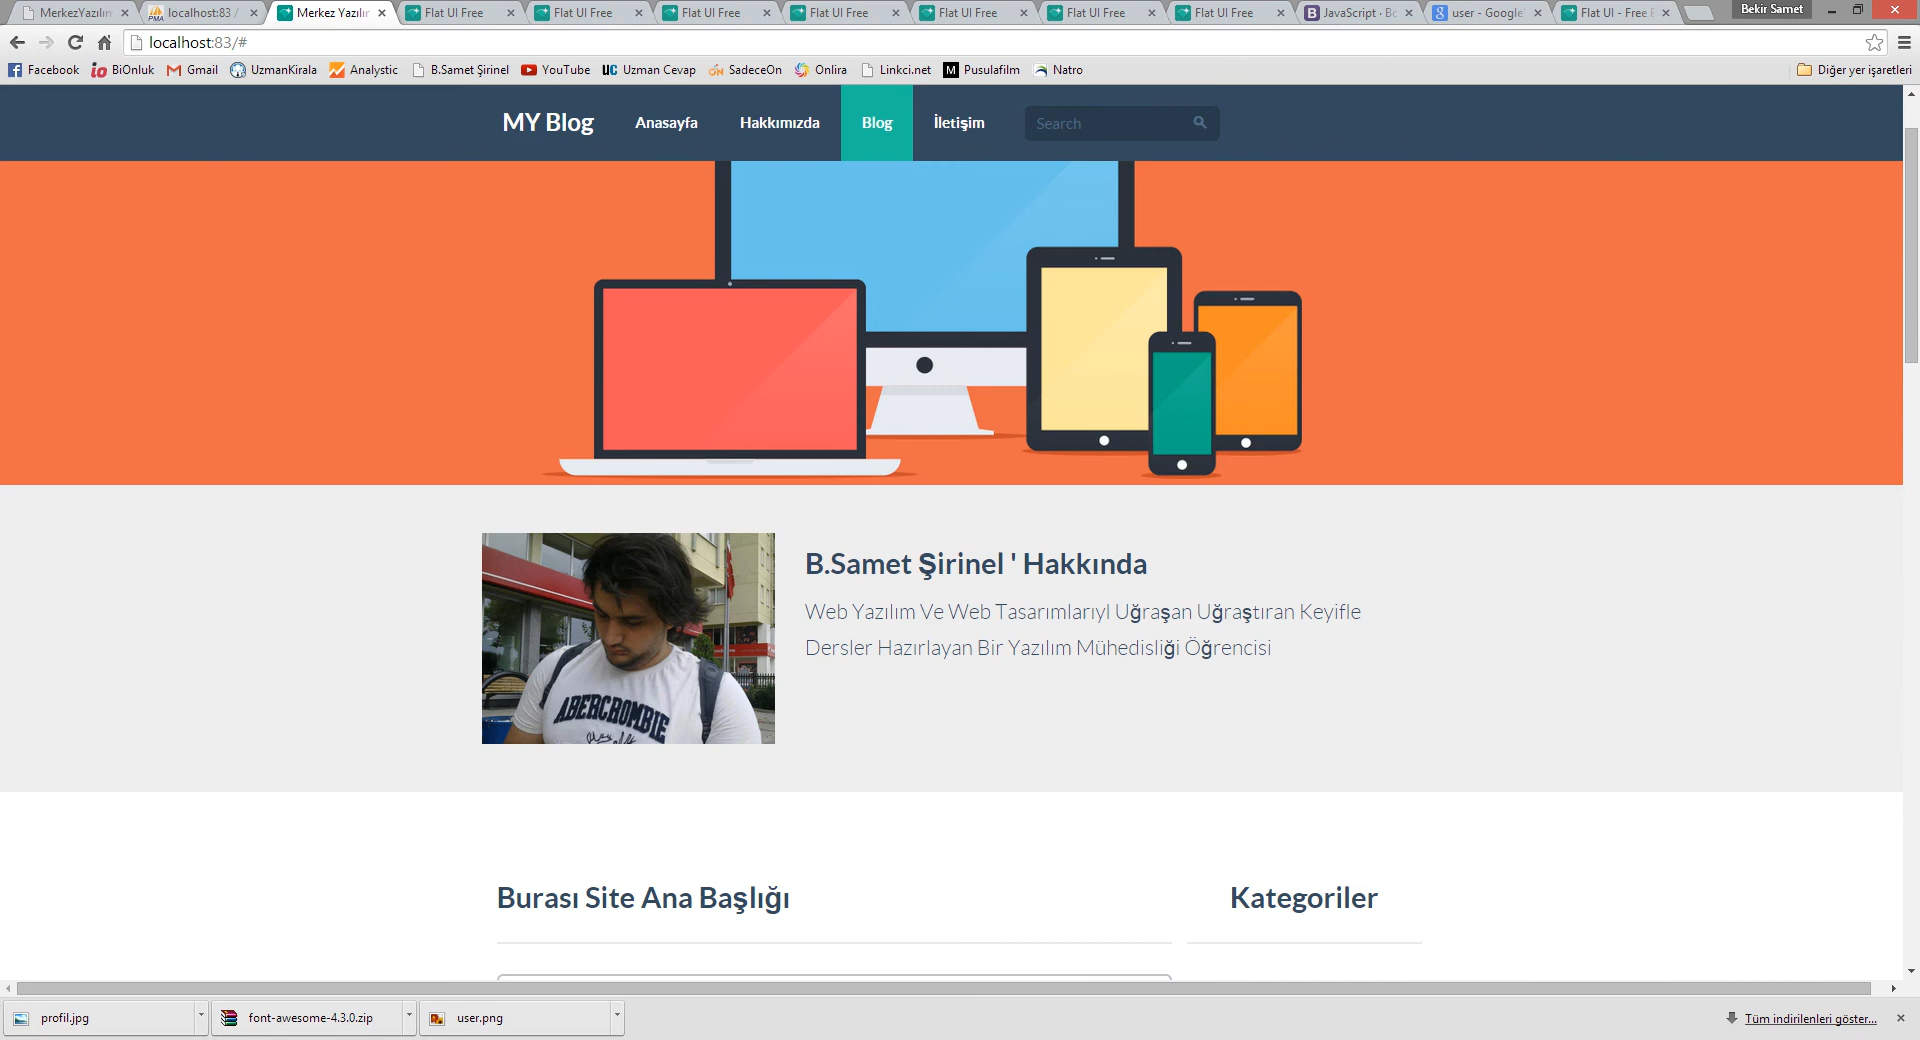 MerkezYazılım
localhost:83 /
Merkez Yazılım
Flat UI Free
Flat UI Free
Flat UI Free
Flat UI Free
Flat UI Free
Flat UI Free
Flat UI Free
JavaScript · Bo
user - Google'
Flat UI - Free B
Bekir Samet
localhost:83/#
Facebook
BiOnluk
Gmail
UzmanKirala
Analystic
B.Samet Şirinel
YouTube
UC Uzman Cevap
SadeceOn
Onlira
Linkci.net
M Pusulafilm
Natro
Diğer yer işaretleri
MY Blog
Anasayfa
Hakkımızda
Blog
İletişim
Search
ABERCROMBIE
B.Samet Şirinel ' Hakkında
Web Yazılım Ve Web Tasarımlarıyl Uğraşan Uğraştıran Keyifle
Dersler Hazırlayan Bir Yazılım Mühedisliği Öğrencisi
Burası Site Ana Başlığı
Kategoriler
profil.jpg
font-awesome-4.3.0.zip
user.png
Tüm indirilenleri göster...